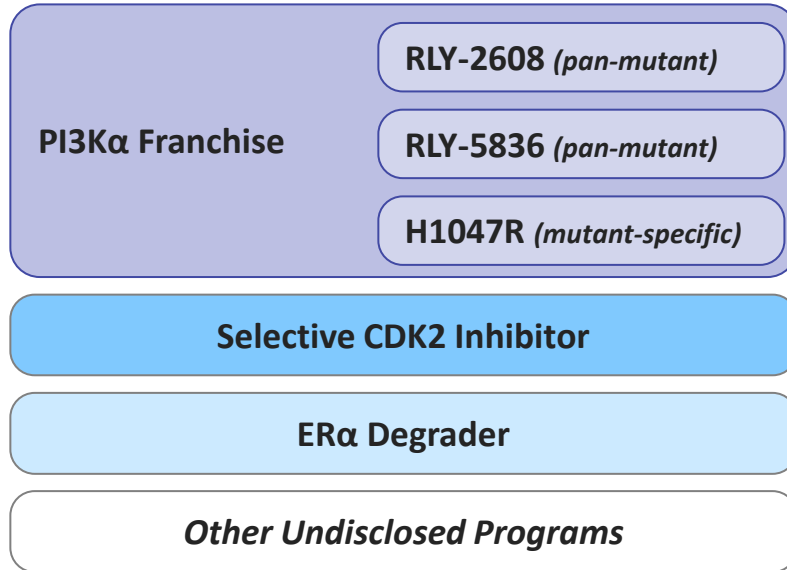 PI3Kα Franchise
RLY-2608 (pan-mutant)
RLY-5836 (pan-mutant)
H1047R (mutant-specific)
Selective CDK2 Inhibitor
ERα Degrader
Other Undisclosed Programs